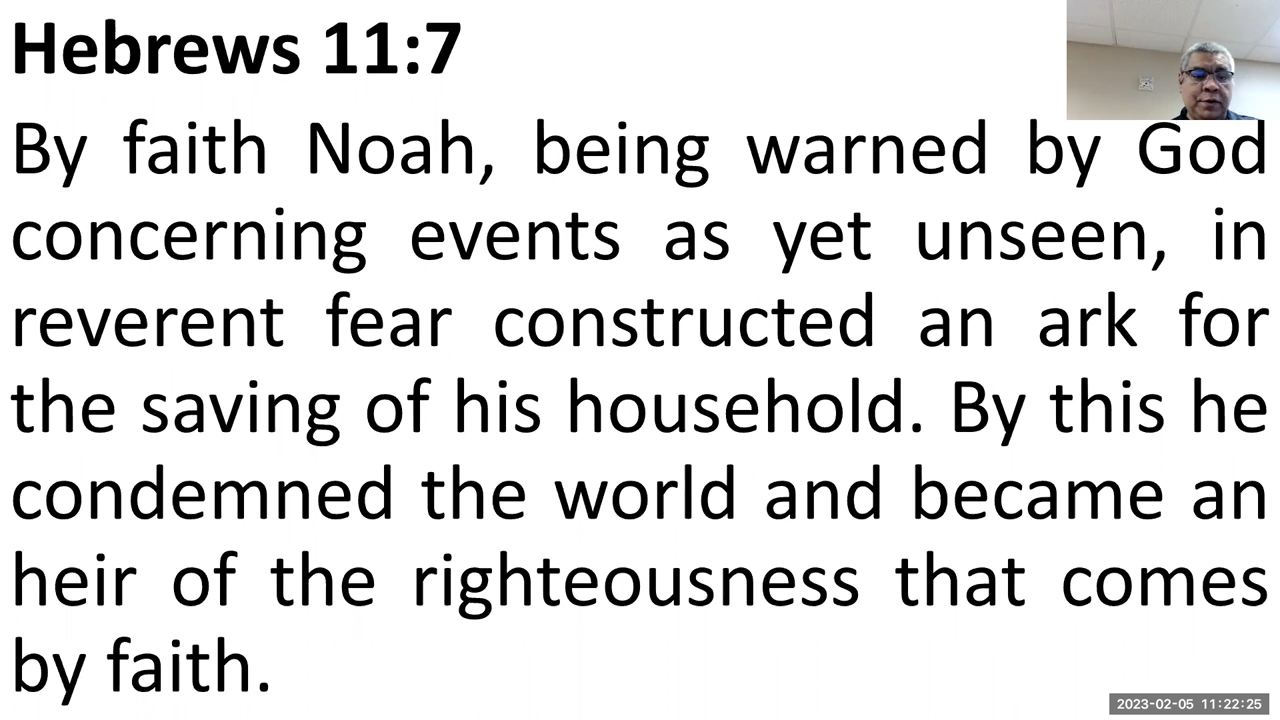 Hebrews 11:7
By faith Noah, being warned by God
concerning events as yet unseen, in
reverent fear constructed an ark for
the saving of his household. By this he
condemned the world and became an
heir of the righteousness that comes
by faith.
2023-02-05 11:22:25